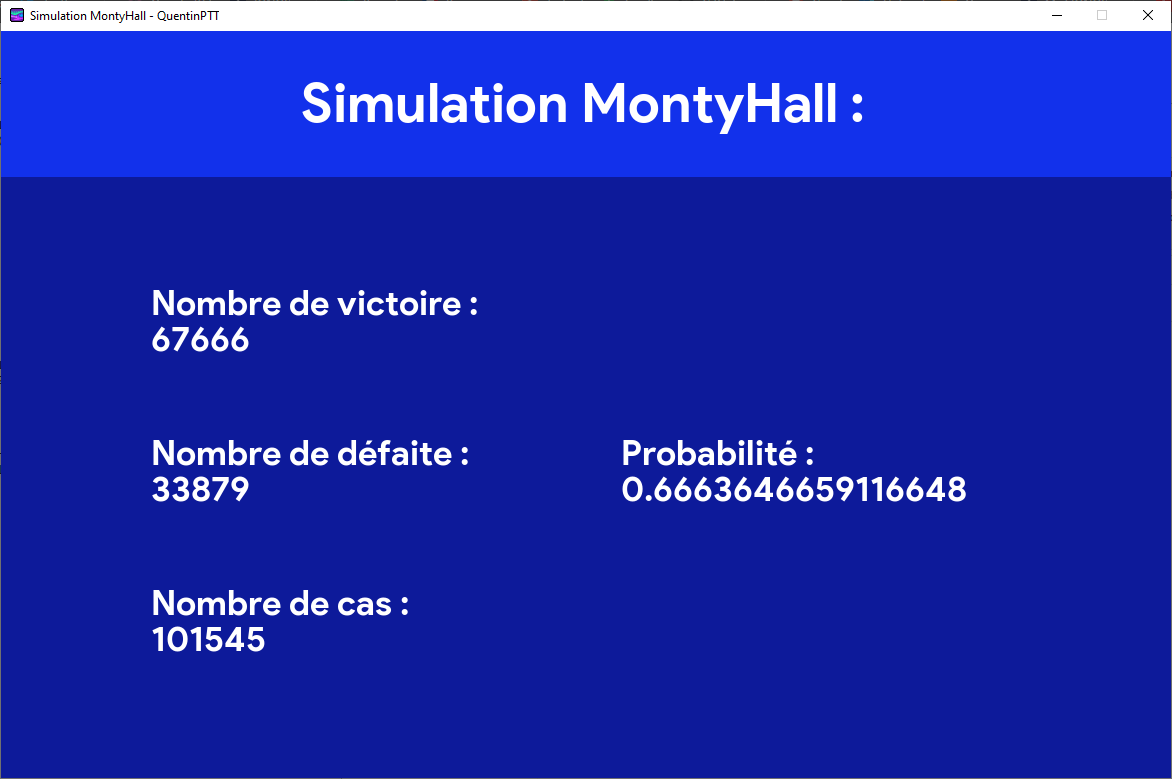 Simulation MontyHall - QuentinPTT
Simulation MontyHall :
Nombre de victoire :
67666
Nombre de défaite :
33879
Probabilité :
0.6663646659116648
Nombre de cas :
101545